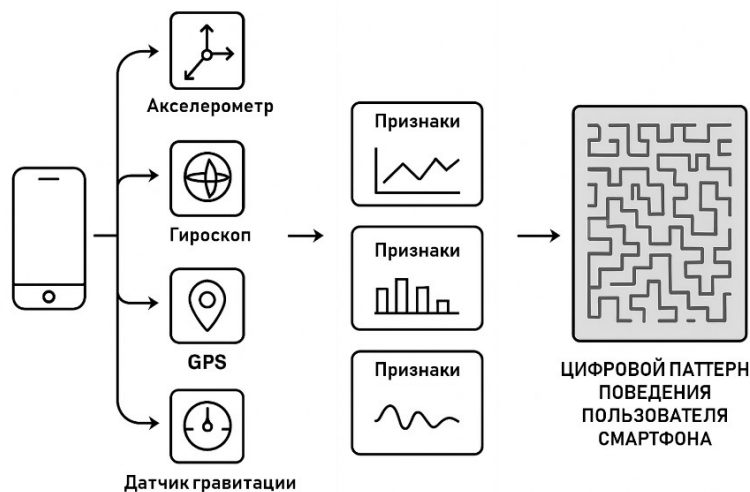 Акселерометр
Гироскоп
GPS
Датчик гравитации
Признаки
Признаки
Признаки
ЦИФРОВОЙ ПАТТЕРН
ПОВЕДЕНИЯ
ПОЛЬЗОВАТЕЛЯ
СМАРТФОНА